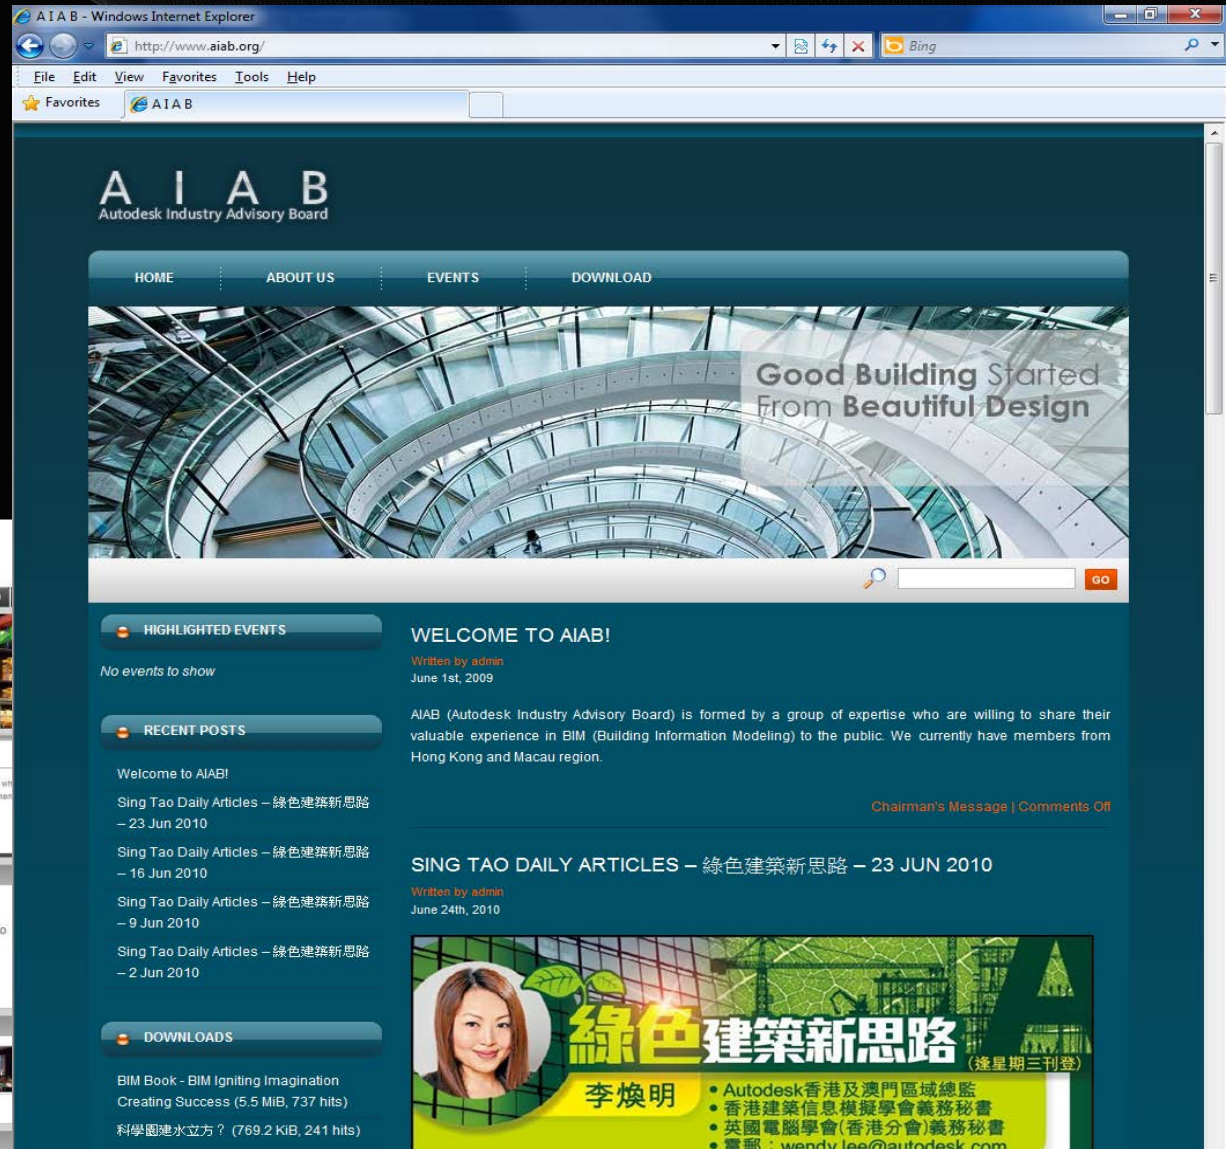 A I A B - Windows Internet Explorer
http://www.aiab.org/
Bing
File Edit View Favorites Tools Help
Favorites
A I A B
A I A B
Autodesk Industry Advisory Board
HOME ABOUT US EVENTS DOWNLOAD
Good Building Started
From Beautiful Design
GO
HIGHLIGHTED EVENTS
No events to show
RECENT POSTS
Welcome to AIAB!
Sing Tao Daily Articles – 綠色建築新思路
– 23 Jun 2010
Sing Tao Daily Articles – 綠色建築新思路
– 16 Jun 2010
Sing Tao Daily Articles – 綠色建築新思路
– 9 Jun 2010
Sing Tao Daily Articles – 綠色建築新思路
– 2 Jun 2010
DOWNLOADS
BIM Book - BIM Igniting Imagination
Creating Success (5.5 MiB, 737 hits)
科學園建水立方？ (769.2 KiB, 241 hits)
WELCOME TO AIAB!
Written by admin
June 1st, 2009
AIAB (Autodesk Industry Advisory Board) is formed by a group of expertise who are willing to share their
valuable experience in BIM (Building Information Modeling) to the public. We currently have members from
Hong Kong and Macau region.
Chairman's Message | Comments Off
SING TAO DAILY ARTICLES – 綠色建築新思路 – 23 JUN 2010
Written by admin
June 24th, 2010
A
綠色建築新思路
(逢星期三刊登)
李煥明
• Autodesk香港及澳門區域總監
• 香港建築信息模擬學會義務秘書
• 英國電腦學會(香港分會)義務秘書
• 電郵：wendy.lee@autodesk.com